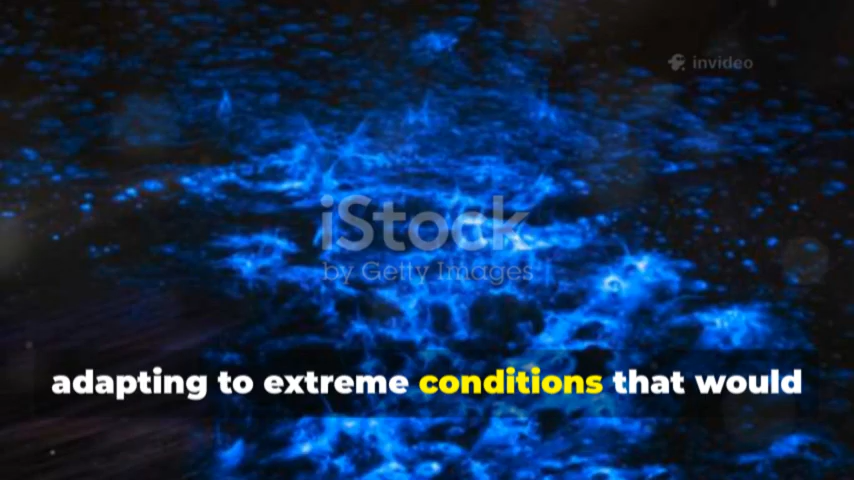 invideo
iStock
by Getty Images
adapting to extreme conditions that would